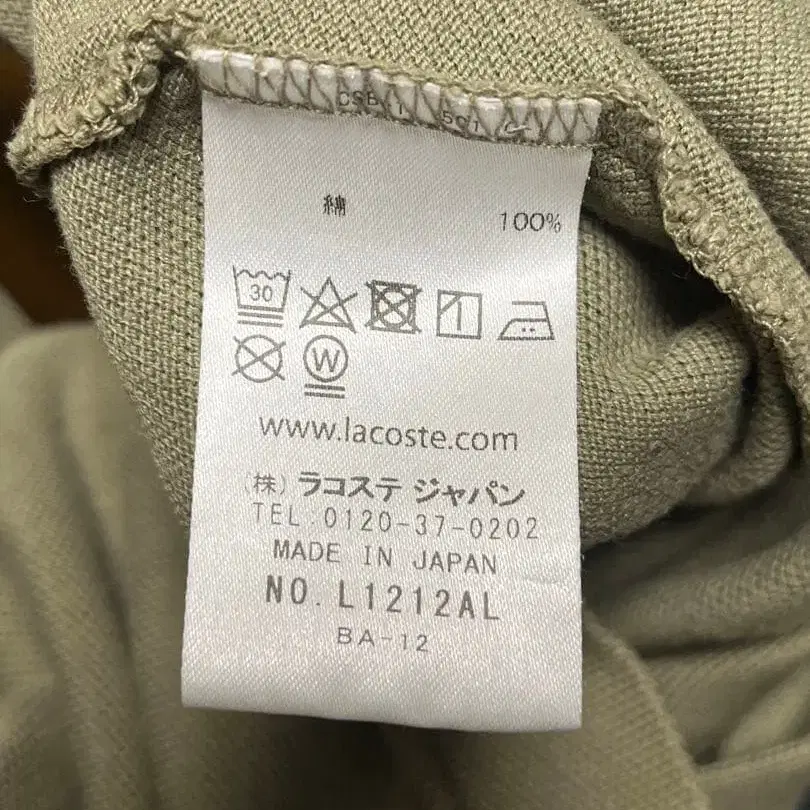 綿 100%
30
W
www.lacoste.com
(株) ラコステ ジャパン
TEL.0120-37-0202
MADE IN JAPAN
NO. L1212AL
BA-12